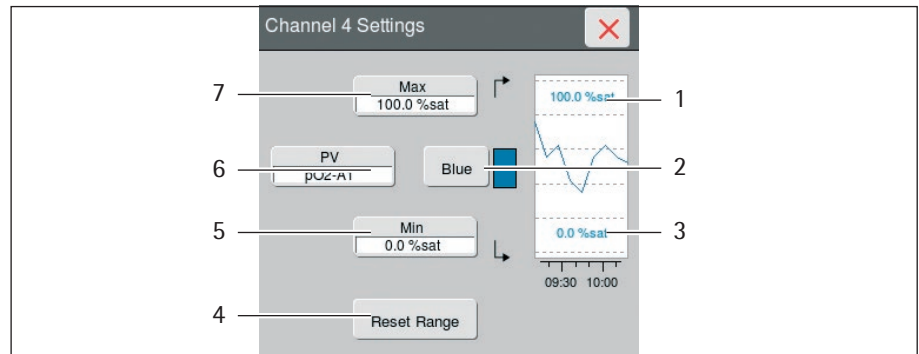 Channel 4 Settings
7
Max
100.0 %sat
100.0 %sat
1
6
PV
pO2-A1
Blue
2
5
Min
0.0 %sat
0.0 %sat
3
09:30 10:00
4
Reset Range